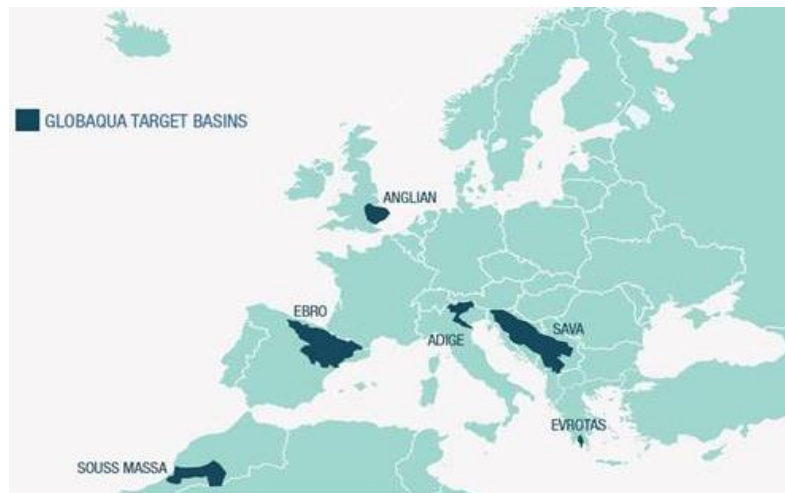 GLOBAQUA TARGET BASINS
ANGLIAN
EBRO
SAVA
ADIGE
EVROTAS
SOUSS MASSA